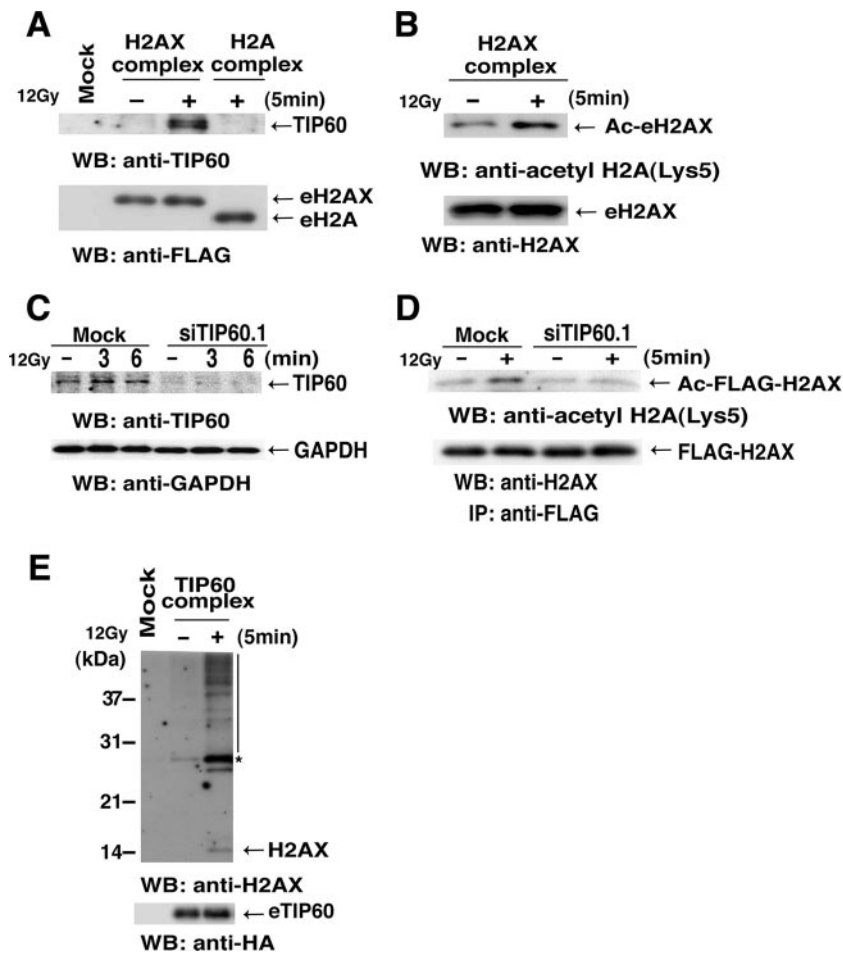 A
Mock
H2AX complex
H2A complex
12Gy − + + (5min)
←TIP60
WB: anti-TIP60
← eH2AX
← eH2A
WB: anti-FLAG
B
H2AX
complex
12Gy − + (5min)
← Ac-eH2AX
WB: anti-acetyl H2A(Lys5)
← eH2AX
WB: anti-H2AX
C
Mock siTIP60.1
12Gy − 3 6 − 3 6 (min)
←TIP60
WB: anti-TIP60
← GAPDH
WB: anti-GAPDH
D
Mock siTIP60.1
12Gy − + − + (5min)
← Ac-FLAG-H2AX
WB: anti-acetyl H2A(Lys5)
← FLAG-H2AX
WB: anti-H2AX
IP: anti-FLAG
E
Mock
TIP60
complex
12Gy − + (5min)
(kDa)
37−
31−
*
21−
14− ← H2AX
WB: anti-H2AX
←eTIP60
WB: anti-HA